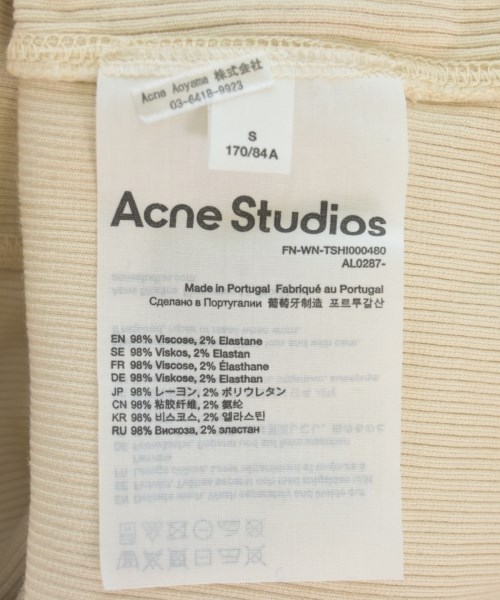 Acne Aoyama 株式会社
03-6418-9923
S
170/84A
Acne Studios
FN-WN-TSHI000480
AL0287-
Made in Portugal Fabriqué au Portugal
Сделано в Португалии 葡萄牙制造 포르투갈산
EN 98% Viscose, 2% Elastane
SE 98% Viskos, 2% Elastan
FR 98% Viscose, 2% Élasthane
DE 98% Viskose, 2% Elasthan
JP 98% レーヨン, 2% ポリウレタン
CN 98% 粘胶纤维, 2% 氨纶
KR 98% 비스코스, 2% 엘라스틴
RU 98% Вискоза, 2% эластан